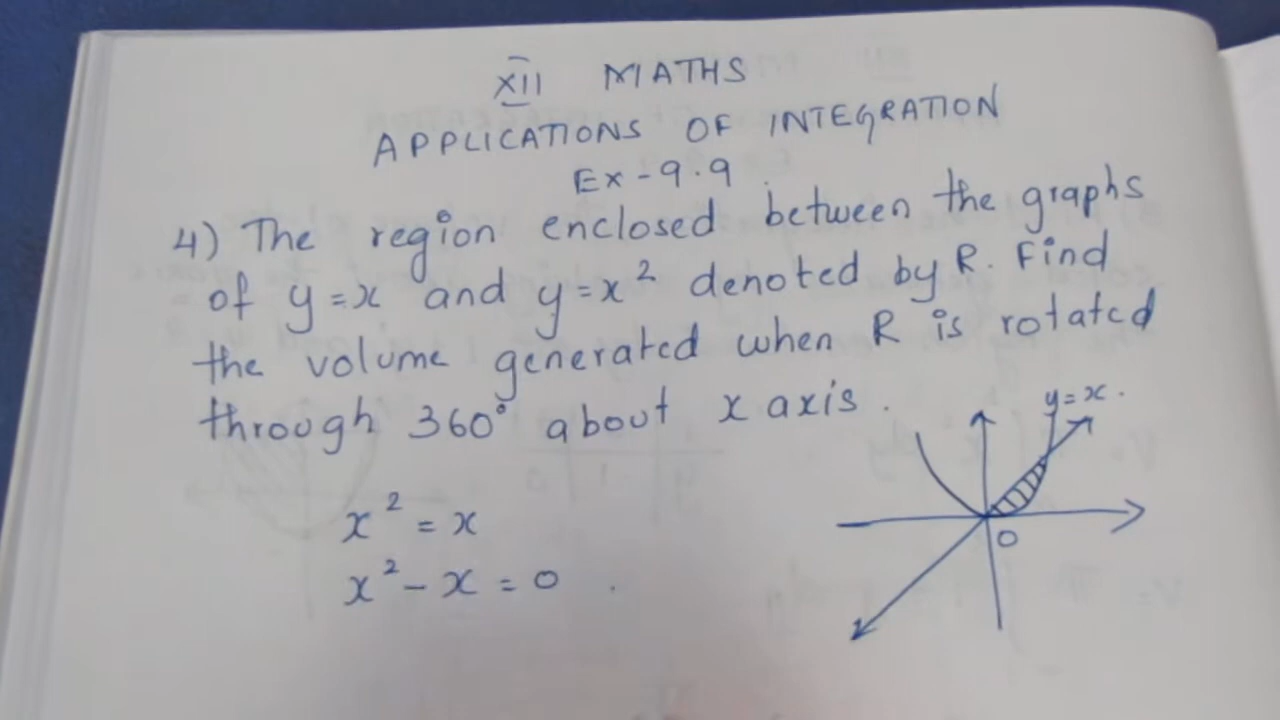 XII MATHS
APPLICATIONS OF INTEGRATION
Ex-9.9
4) The region enclosed between the graphs
of y=x and y=x² denoted by R. Find
the volume generated when R is rotated
through 360° about x axis.
y=x.
x² = x
x² - x = 0
O